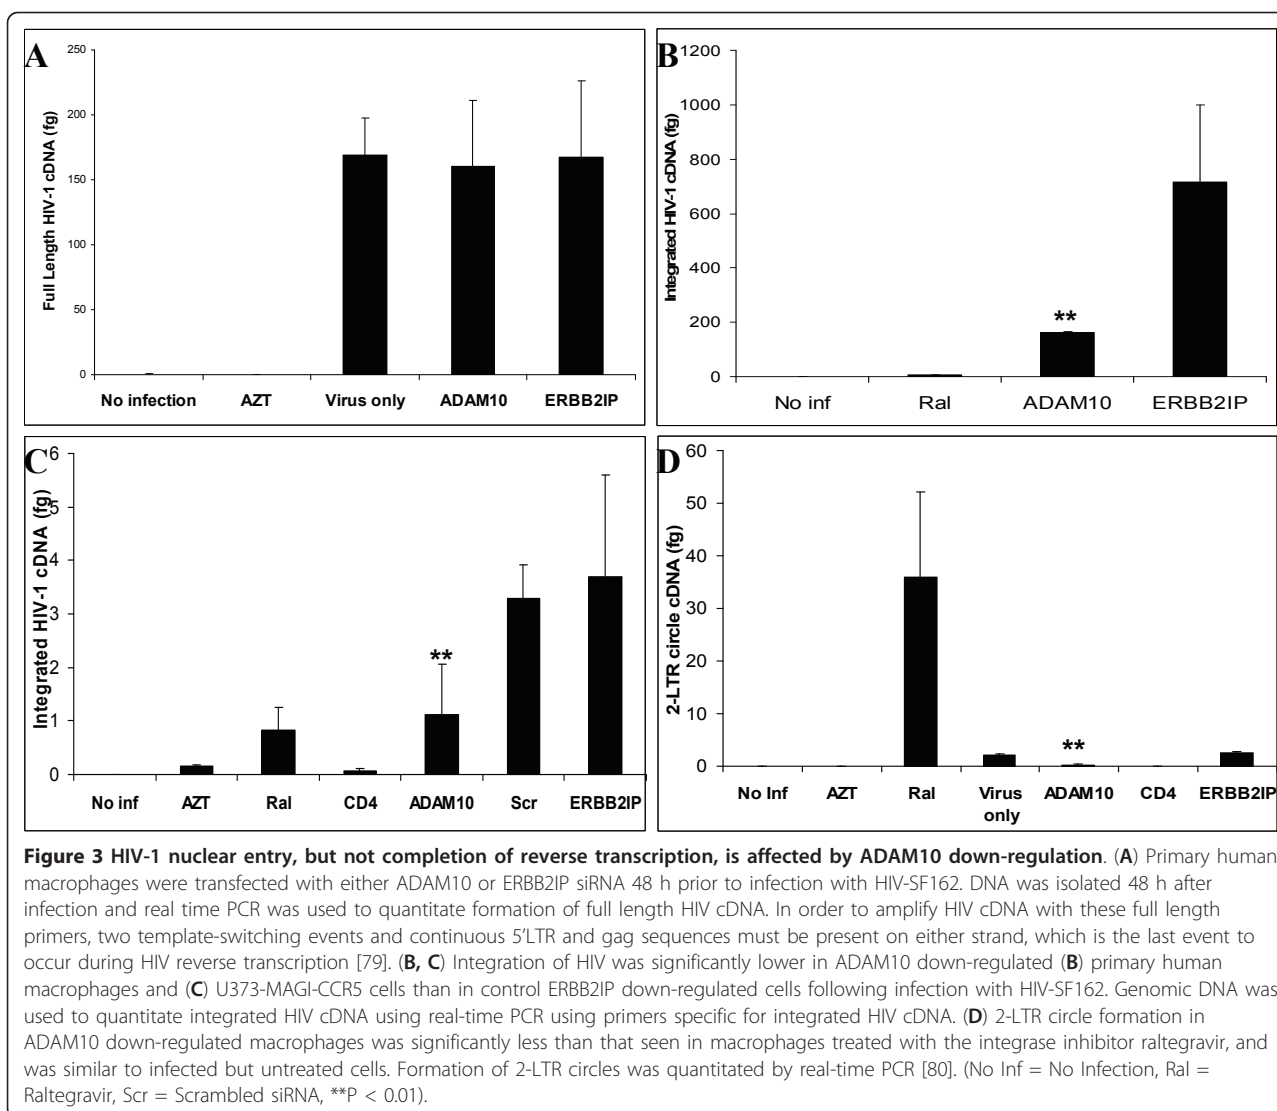 A
250
200
150
100
50
0
Full Length HIV-1 cDNA (fg)
No infection AZT Virus only ADAM10 ERBB2IP
B
1200
1000
800
600
400
200
0
Integrated HIV-1 cDNA (fg)
**
No inf Ral ADAM10 ERBB2IP
C
6
5
4
3
2
1
0
Integrated HIV-1 cDNA (fg)
**
No inf AZT Ral CD4 ADAM10 Scr ERBB2IP
D
60
50
40
30
20
10
0
2-LTR circle cDNA (fg)
**
No Inf AZT Ral Virus only ADAM10 CD4 ERBB2IP
Figure 3 HIV-1 nuclear entry, but not completion of reverse transcription, is affected by ADAM10 down-regulation. (A) Primary human
macrophages were transfected with either ADAM10 or ERBB2IP siRNA 48 h prior to infection with HIV-SF162. DNA was isolated 48 h after
infection and real time PCR was used to quantitate formation of full length HIV cDNA. In order to amplify HIV cDNA with these full length
primers, two template-switching events and continuous 5'LTR and gag sequences must be present on either strand, which is the last event to
occur during HIV reverse transcription [79]. (B, C) Integration of HIV was significantly lower in ADAM10 down-regulated (B) primary human
macrophages and (C) U373-MAGI-CCR5 cells than in control ERBB2IP down-regulated cells following infection with HIV-SF162. Genomic DNA was
used to quantitate integrated HIV cDNA using real-time PCR using primers specific for integrated HIV cDNA. (D) 2-LTR circle formation in
ADAM10 down-regulated macrophages was significantly less than that seen in macrophages treated with the integrase inhibitor raltegravir, and
was similar to infected but untreated cells. Formation of 2-LTR circles was quantitated by real-time PCR [80]. (No Inf = No Infection, Ral =
Raltegravir, Scr = Scrambled siRNA, **P < 0.01).